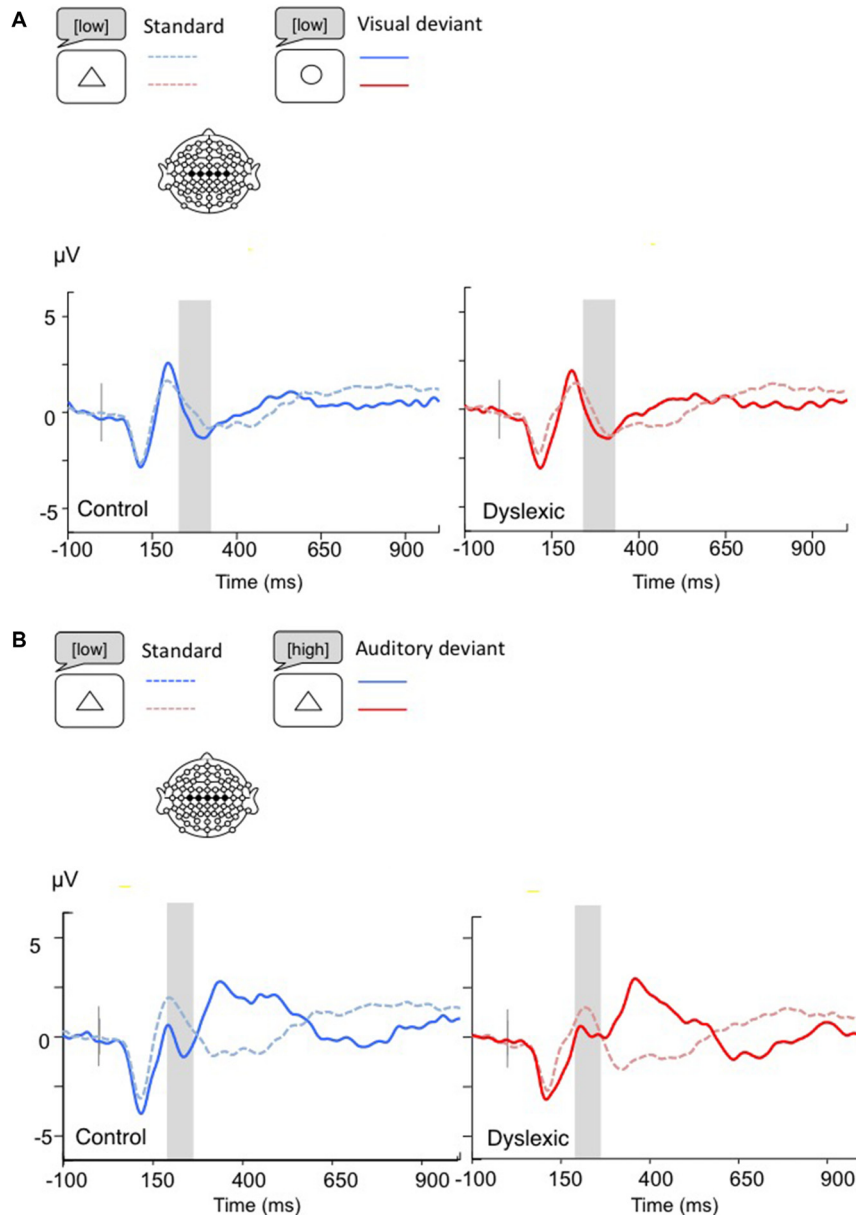 A
[low] Standard [low] Visual deviant
µV
5
0
-5
Control
Dyslexic
-100 150 400 650 900 -100 150 400 650 900
Time (ms) Time (ms)
B
[low] Standard [high] Auditory deviant
µV
5
0
-5
Control
Dyslexic
-100 150 400 650 900 -100 150 400 650 900
Time (ms) Time (ms)